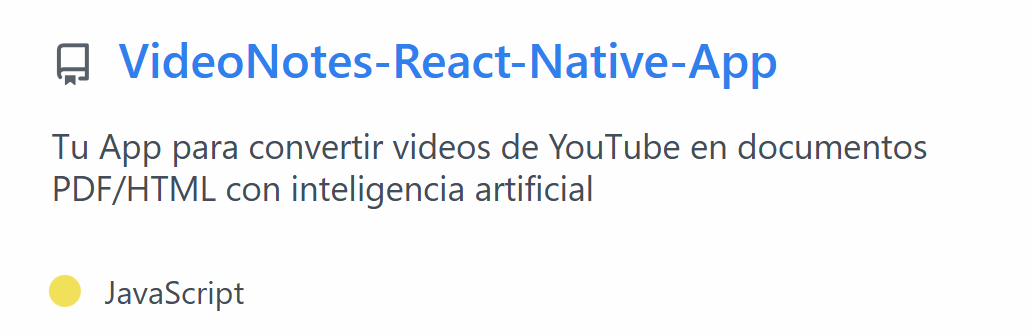 VideoNotes-React-Native-App
Tu App para convertir videos de YouTube en documentos
PDF/HTML con inteligencia artificial
JavaScript